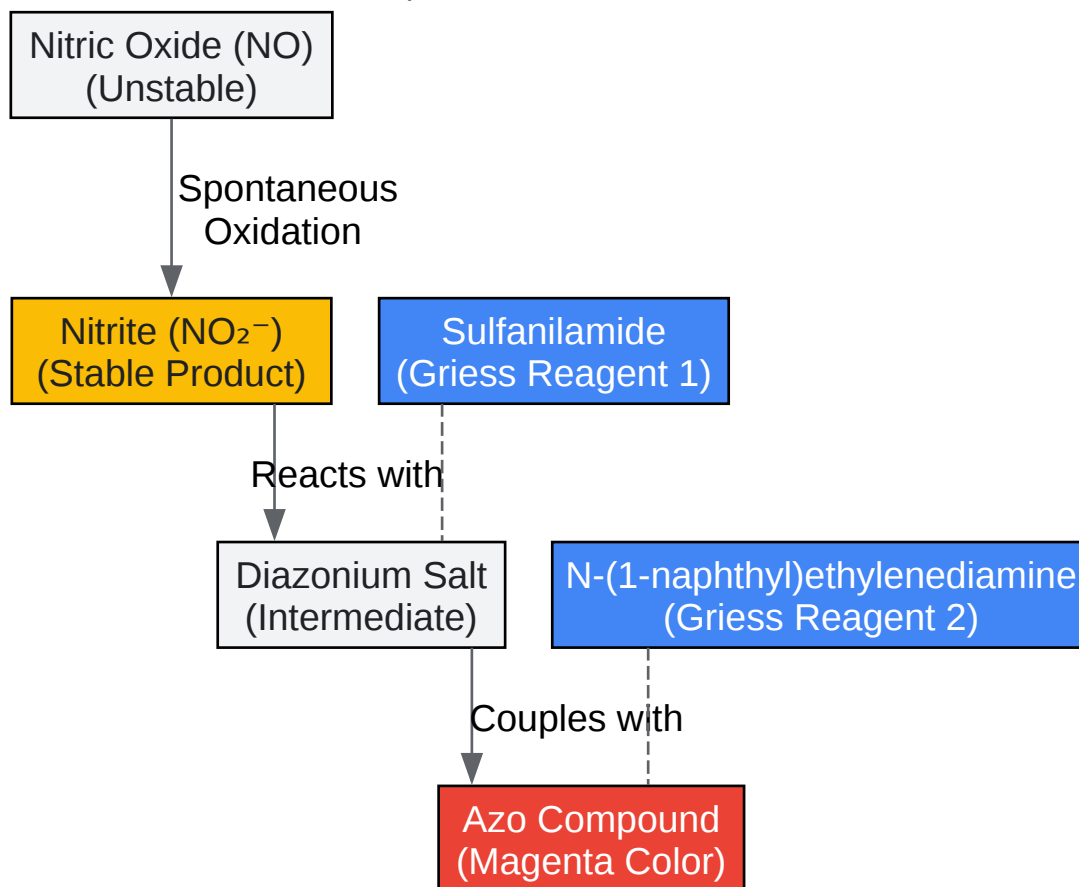 Nitric Oxide (NO)
(Unstable)
Spontaneous
Oxidation
Nitrite (NO₂⁻)
(Stable Product)
Sulfanilamide
(Griess Reagent 1)
Reacts with
Diazonium Salt
(Intermediate)
N-(1-naphthyl)ethylenediamine
(Griess Reagent 2)
Couples with
Azo Compound
(Magenta Color)